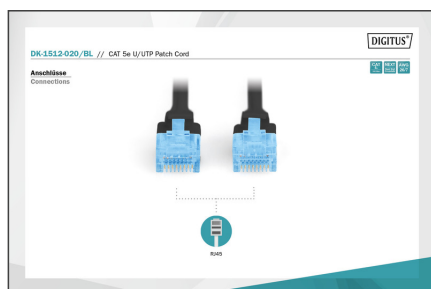 DIGITUS®
DK-1512-020/BL // CAT 5e U/UTP Patch Cord
Anschlüsse
Connections
RJ45